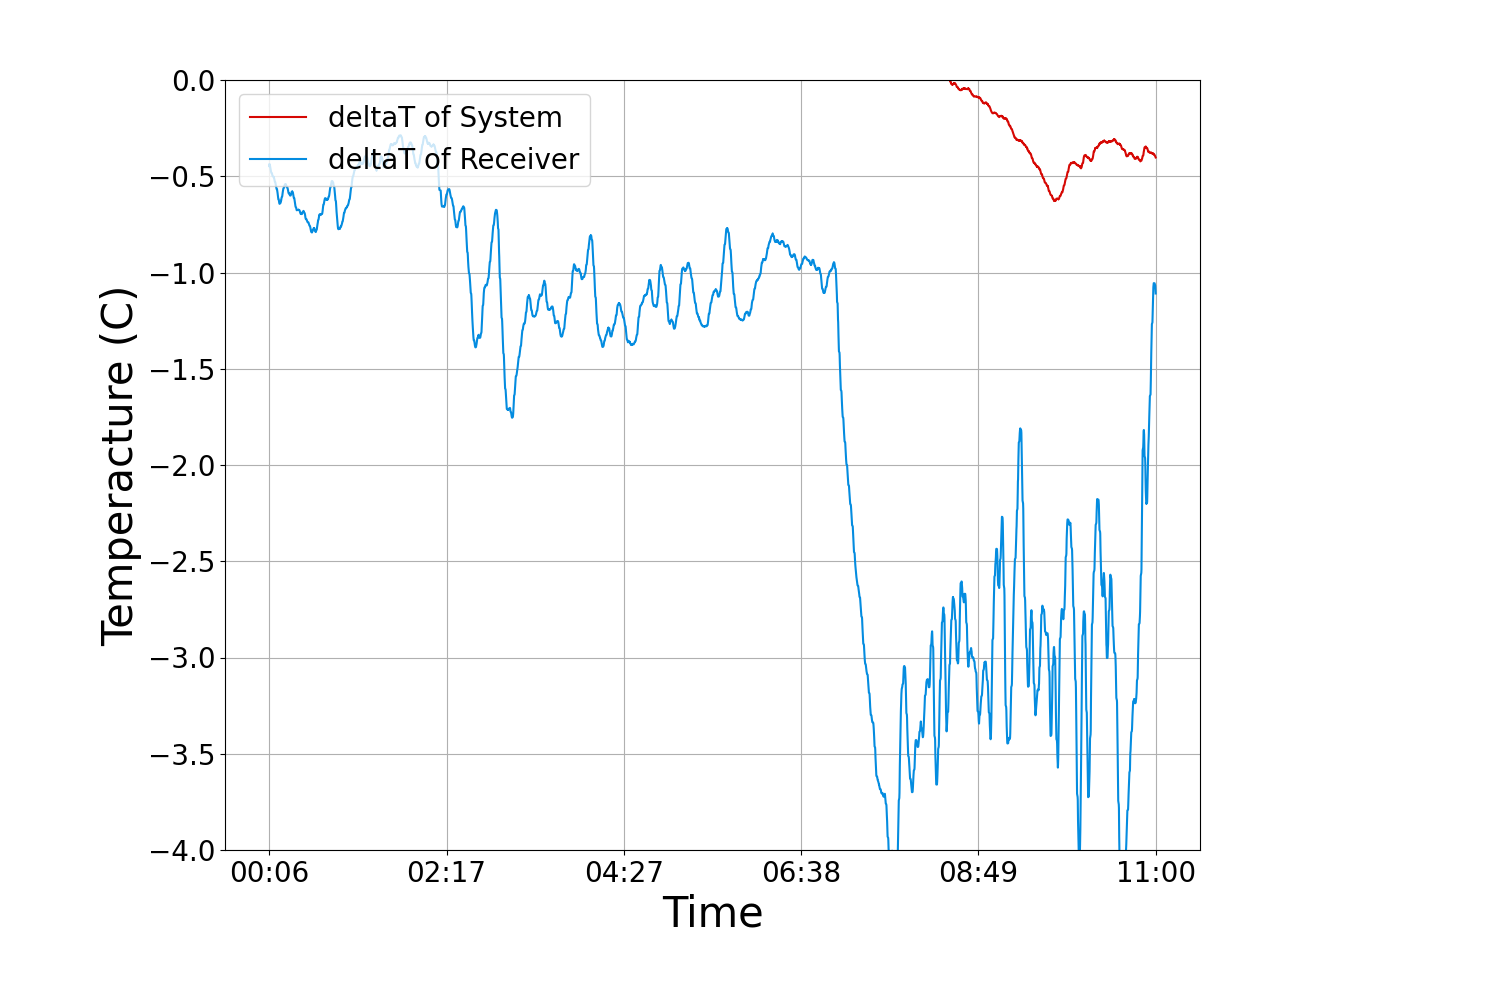 0.0
−0.5
−1.0
−1.5
−2.0
−2.5
−3.0
−3.5
−4.0
Temperacture (C)
deltaT of System
deltaT of Receiver
00:06 02:17 04:27 06:38 08:49 11:00
Time